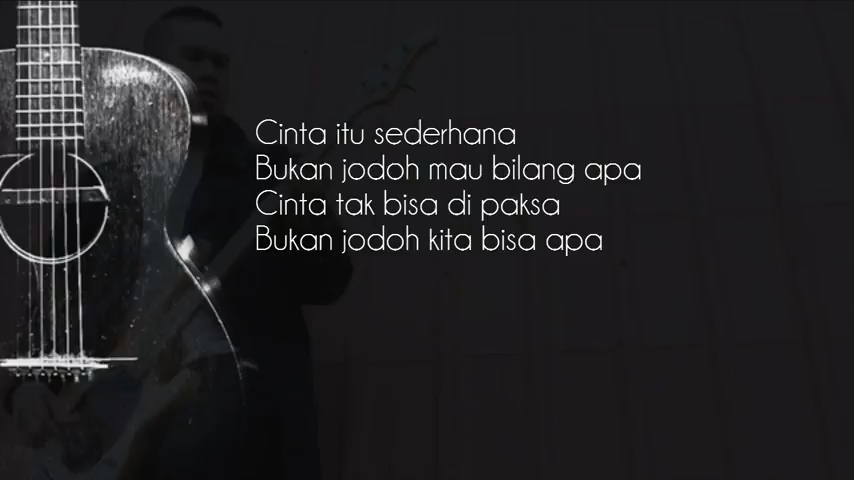 Cinta itu sederhana
Bukan jodoh mau bilang apa
Cinta tak bisa di paksa
Bukan jodoh kita bisa apa